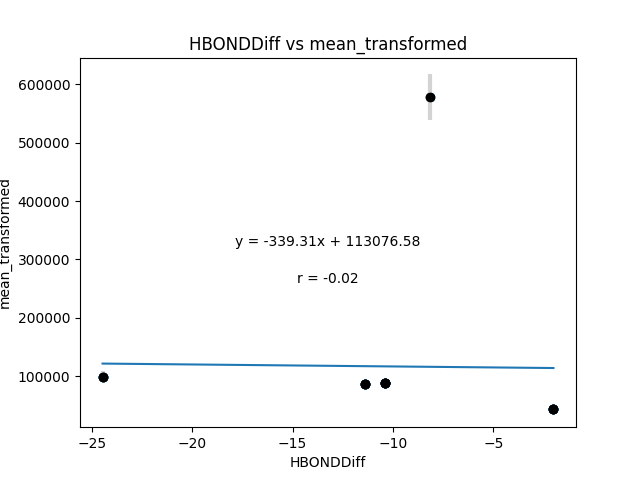 HBONDDiff vs mean_transformed
600000
500000
400000
300000
200000
100000
mean_transformed
y = -339.31x + 113076.58
r = -0.02
−25
−20
−15
−10
−5
HBONDDiff